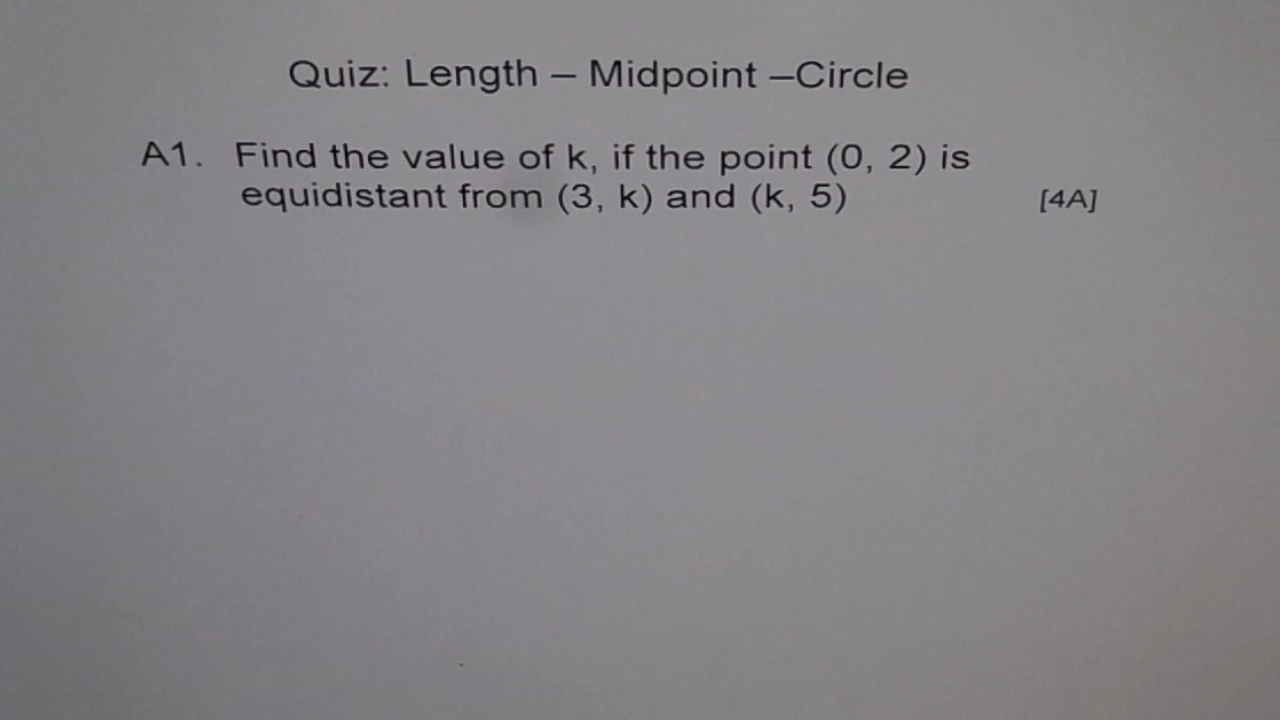 Quiz: Length – Midpoint –Circle
A1. Find the value of k, if the point (0, 2) is
equidistant from (3, k) and (k, 5) [4A]